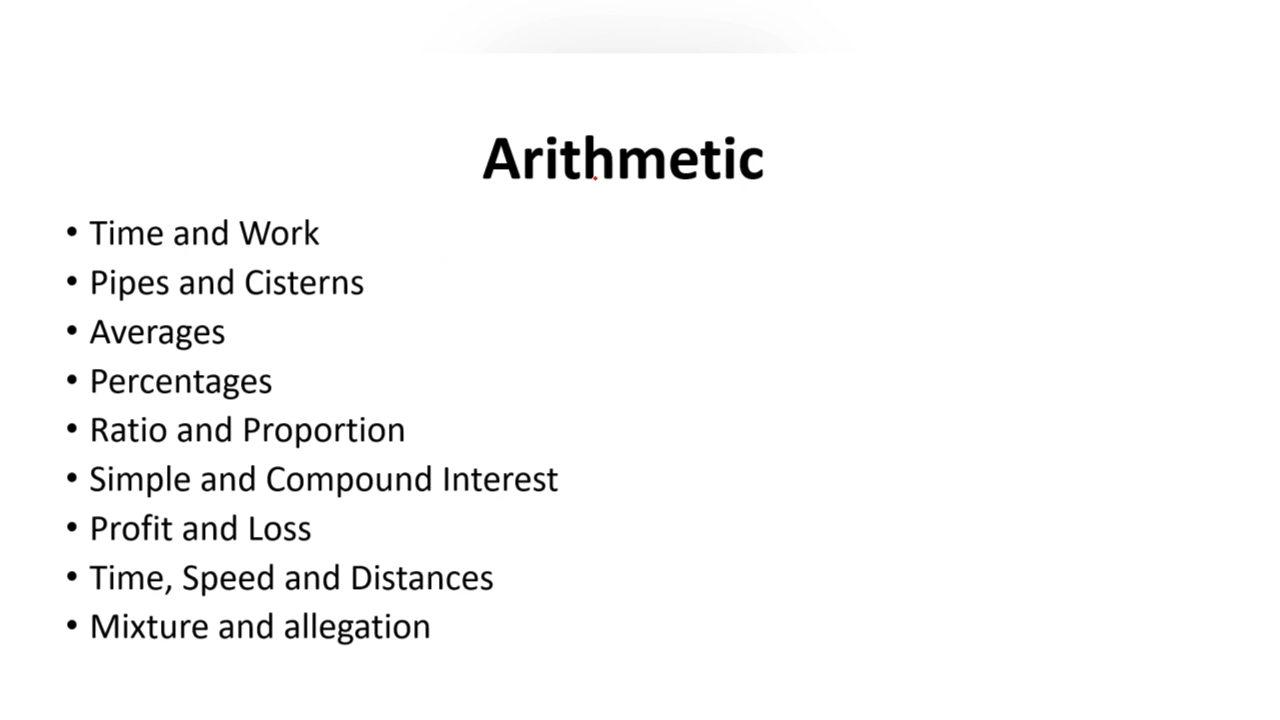 Arithmetic
• Time and Work
• Pipes and Cisterns
• Averages
• Percentages
• Ratio and Proportion
• Simple and Compound Interest
• Profit and Loss
• Time, Speed and Distances
• Mixture and allegation